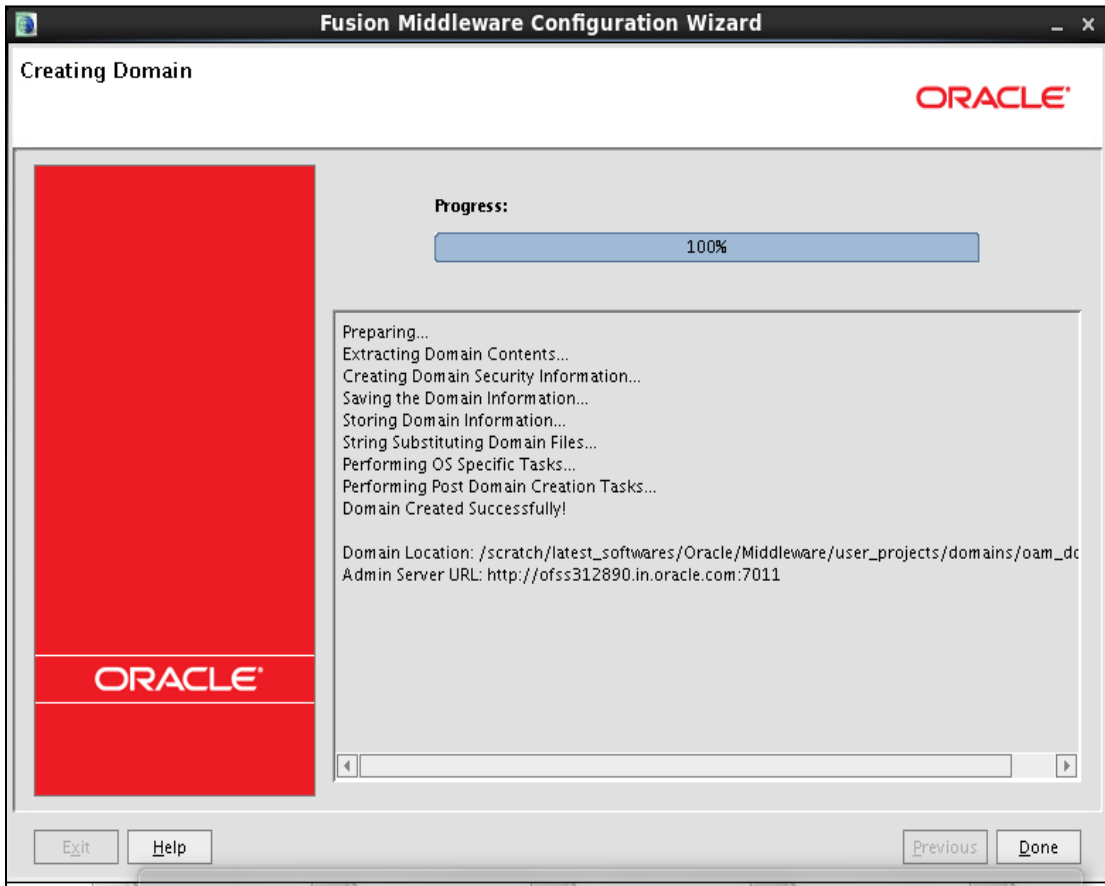 Fusion Middleware Configuration Wizard
Creating Domain
ORACLE
Progress:
100%
Preparing...
Extracting Domain Contents...
Creating Domain Security Information...
Saving the Domain Information...
Storing Domain Information...
String Substituting Domain Files...
Performing OS Specific Tasks...
Performing Post Domain Creation Tasks...
Domain Created Successfully!
Domain Location: /scratch/latest_softwares/Oracle/Middleware/user_projects/domains/oam_dc
Admin Server URL: http://ofss312890.in.oracle.com:7011
ORACLE
Exit Help Previous Done